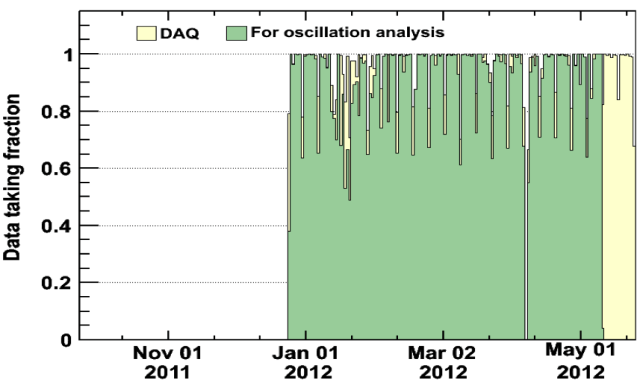 DAQ For oscillation analysis
Data taking fraction
1
0.8
0.6
0.4
0.2
0
Nov 01 Jan 01 Mar 02 May 01
2011 2012 2012 2012